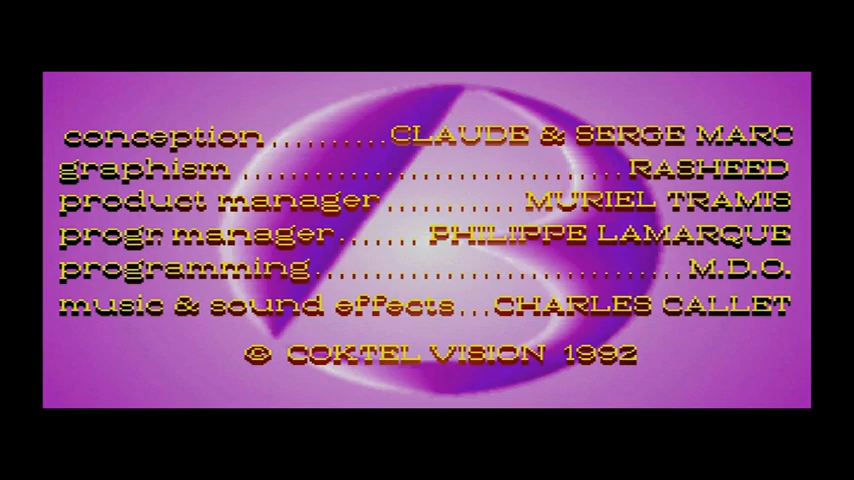 conception..........CLAUDE & SERGE MARC
graphism ................................... RASHEED
product manager........... MURIEL TRAMIS
progr. manager....... PHILIPPE LAMARQUE
programming..................................M.D.O.
music & sound effects...CHARLES CALLET
© COKTEL VISION 1992